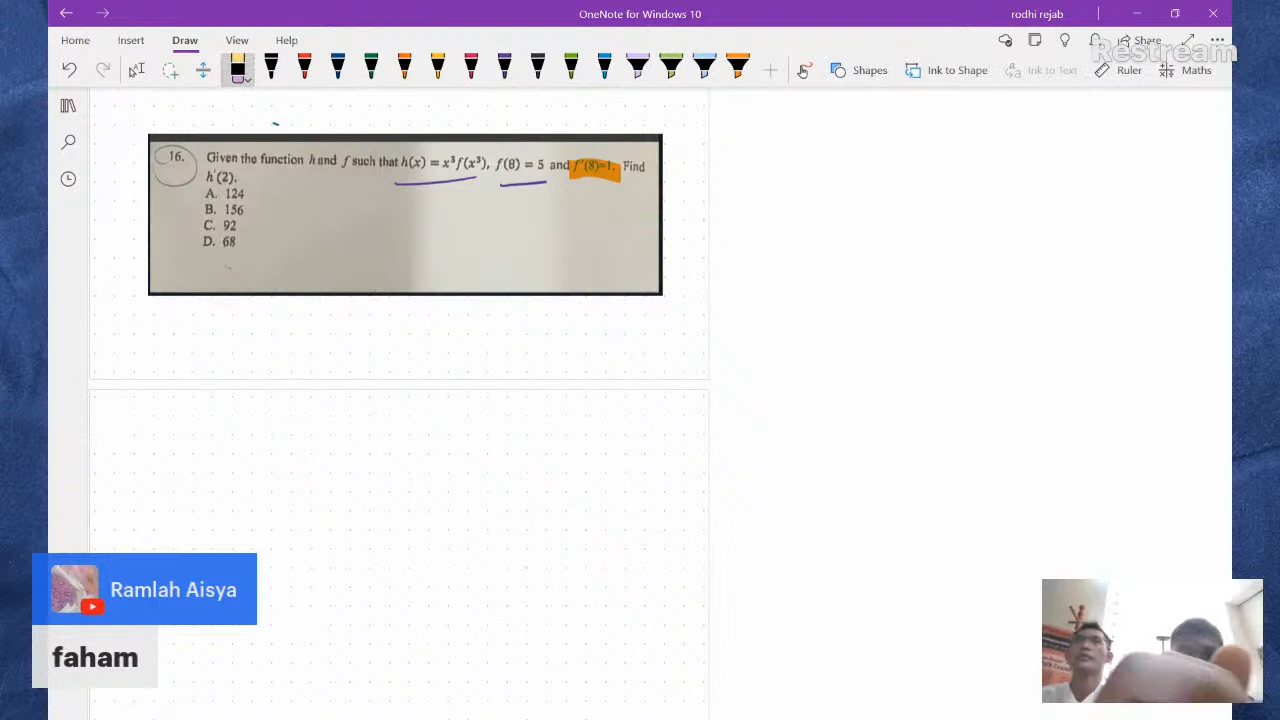 OneNote for Windows 10
rodhi rejab
Home Insert Draw View Help
Share
Restream
Shapes Ink to Shape Ink to Text Ruler Maths
16. Given the function h and f such that h(x) = x³f(x³), f(8) = 5 and f'(8)=1. Find
h'(2).
A. 124
B. 156
C. 92
D. 68
Ramlah Aisya
faham